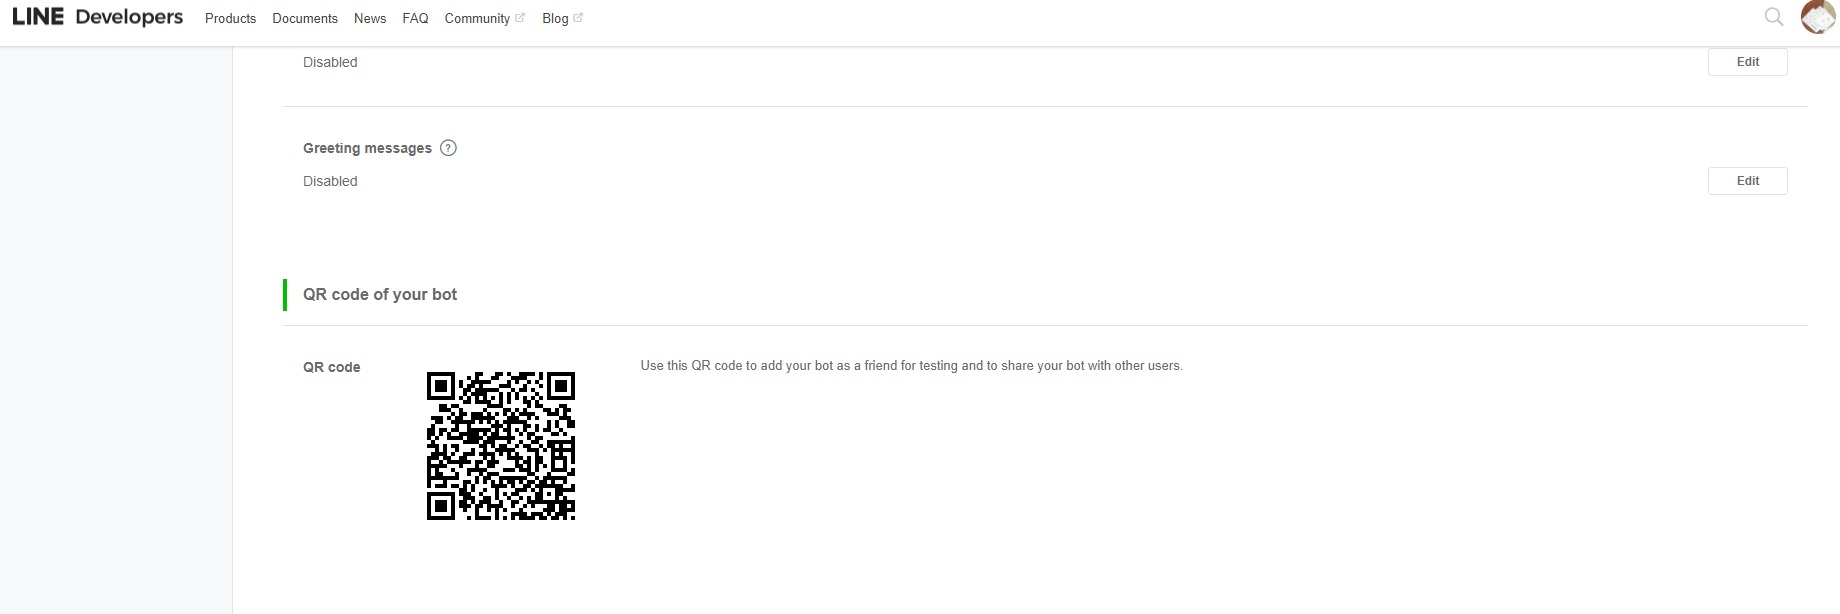 LINE Developers Products Documents News FAQ Community Blog
Disabled Edit
Greeting messages ?
Disabled Edit
QR code of your bot
QR code Use this QR code to add your bot as a friend for testing and to share your bot with other users.